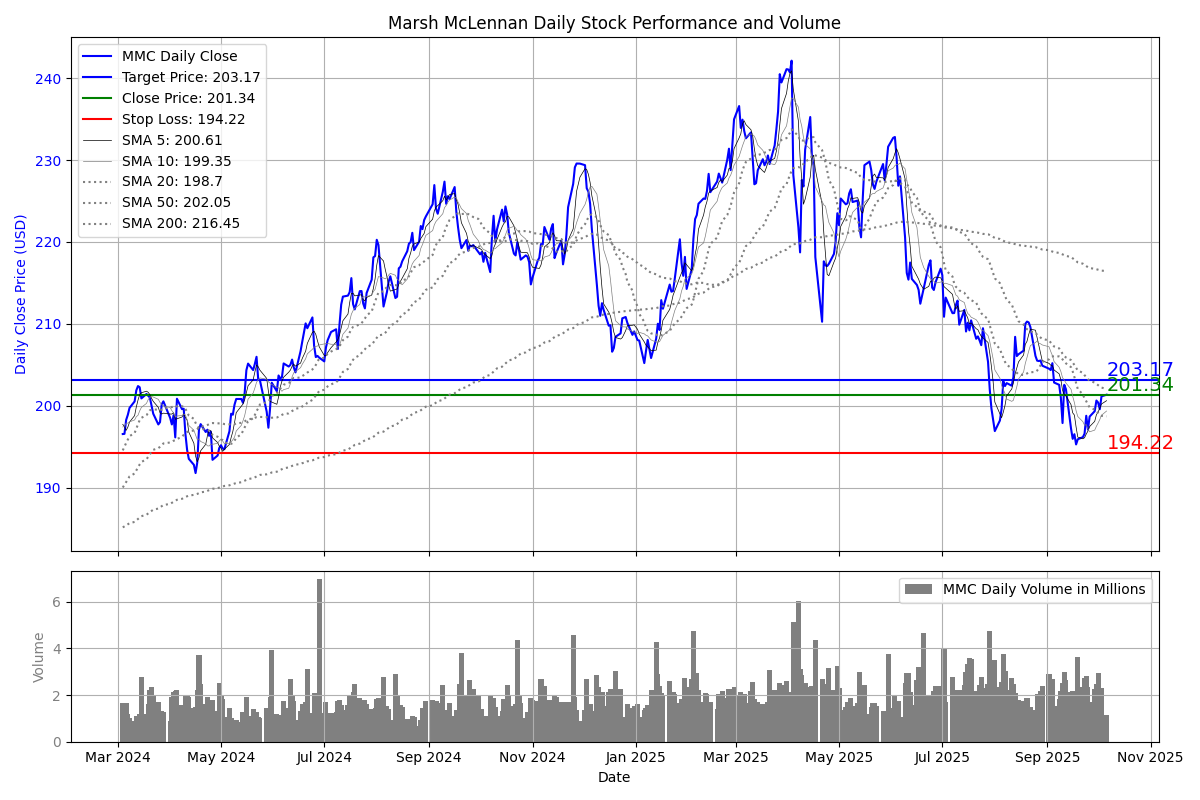 Marsh McLennan Daily Stock Performance and Volume
Daily Close Price (USD)
240
230
220
210
200
190
MMC Daily Close
Target Price: 203.17
Close Price: 201.34
Stop Loss: 194.22
SMA 5: 200.61
SMA 10: 199.35
SMA 20: 198.7
SMA 50: 202.05
SMA 200: 216.45
203.17
201.34
194.22
Volume
6
4
2
0
MMC Daily Volume in Millions
Mar 2024 May 2024 Jul 2024 Sep 2024 Nov 2024 Jan 2025 Mar 2025 May 2025 Jul 2025 Sep 2025 Nov 2025
Date